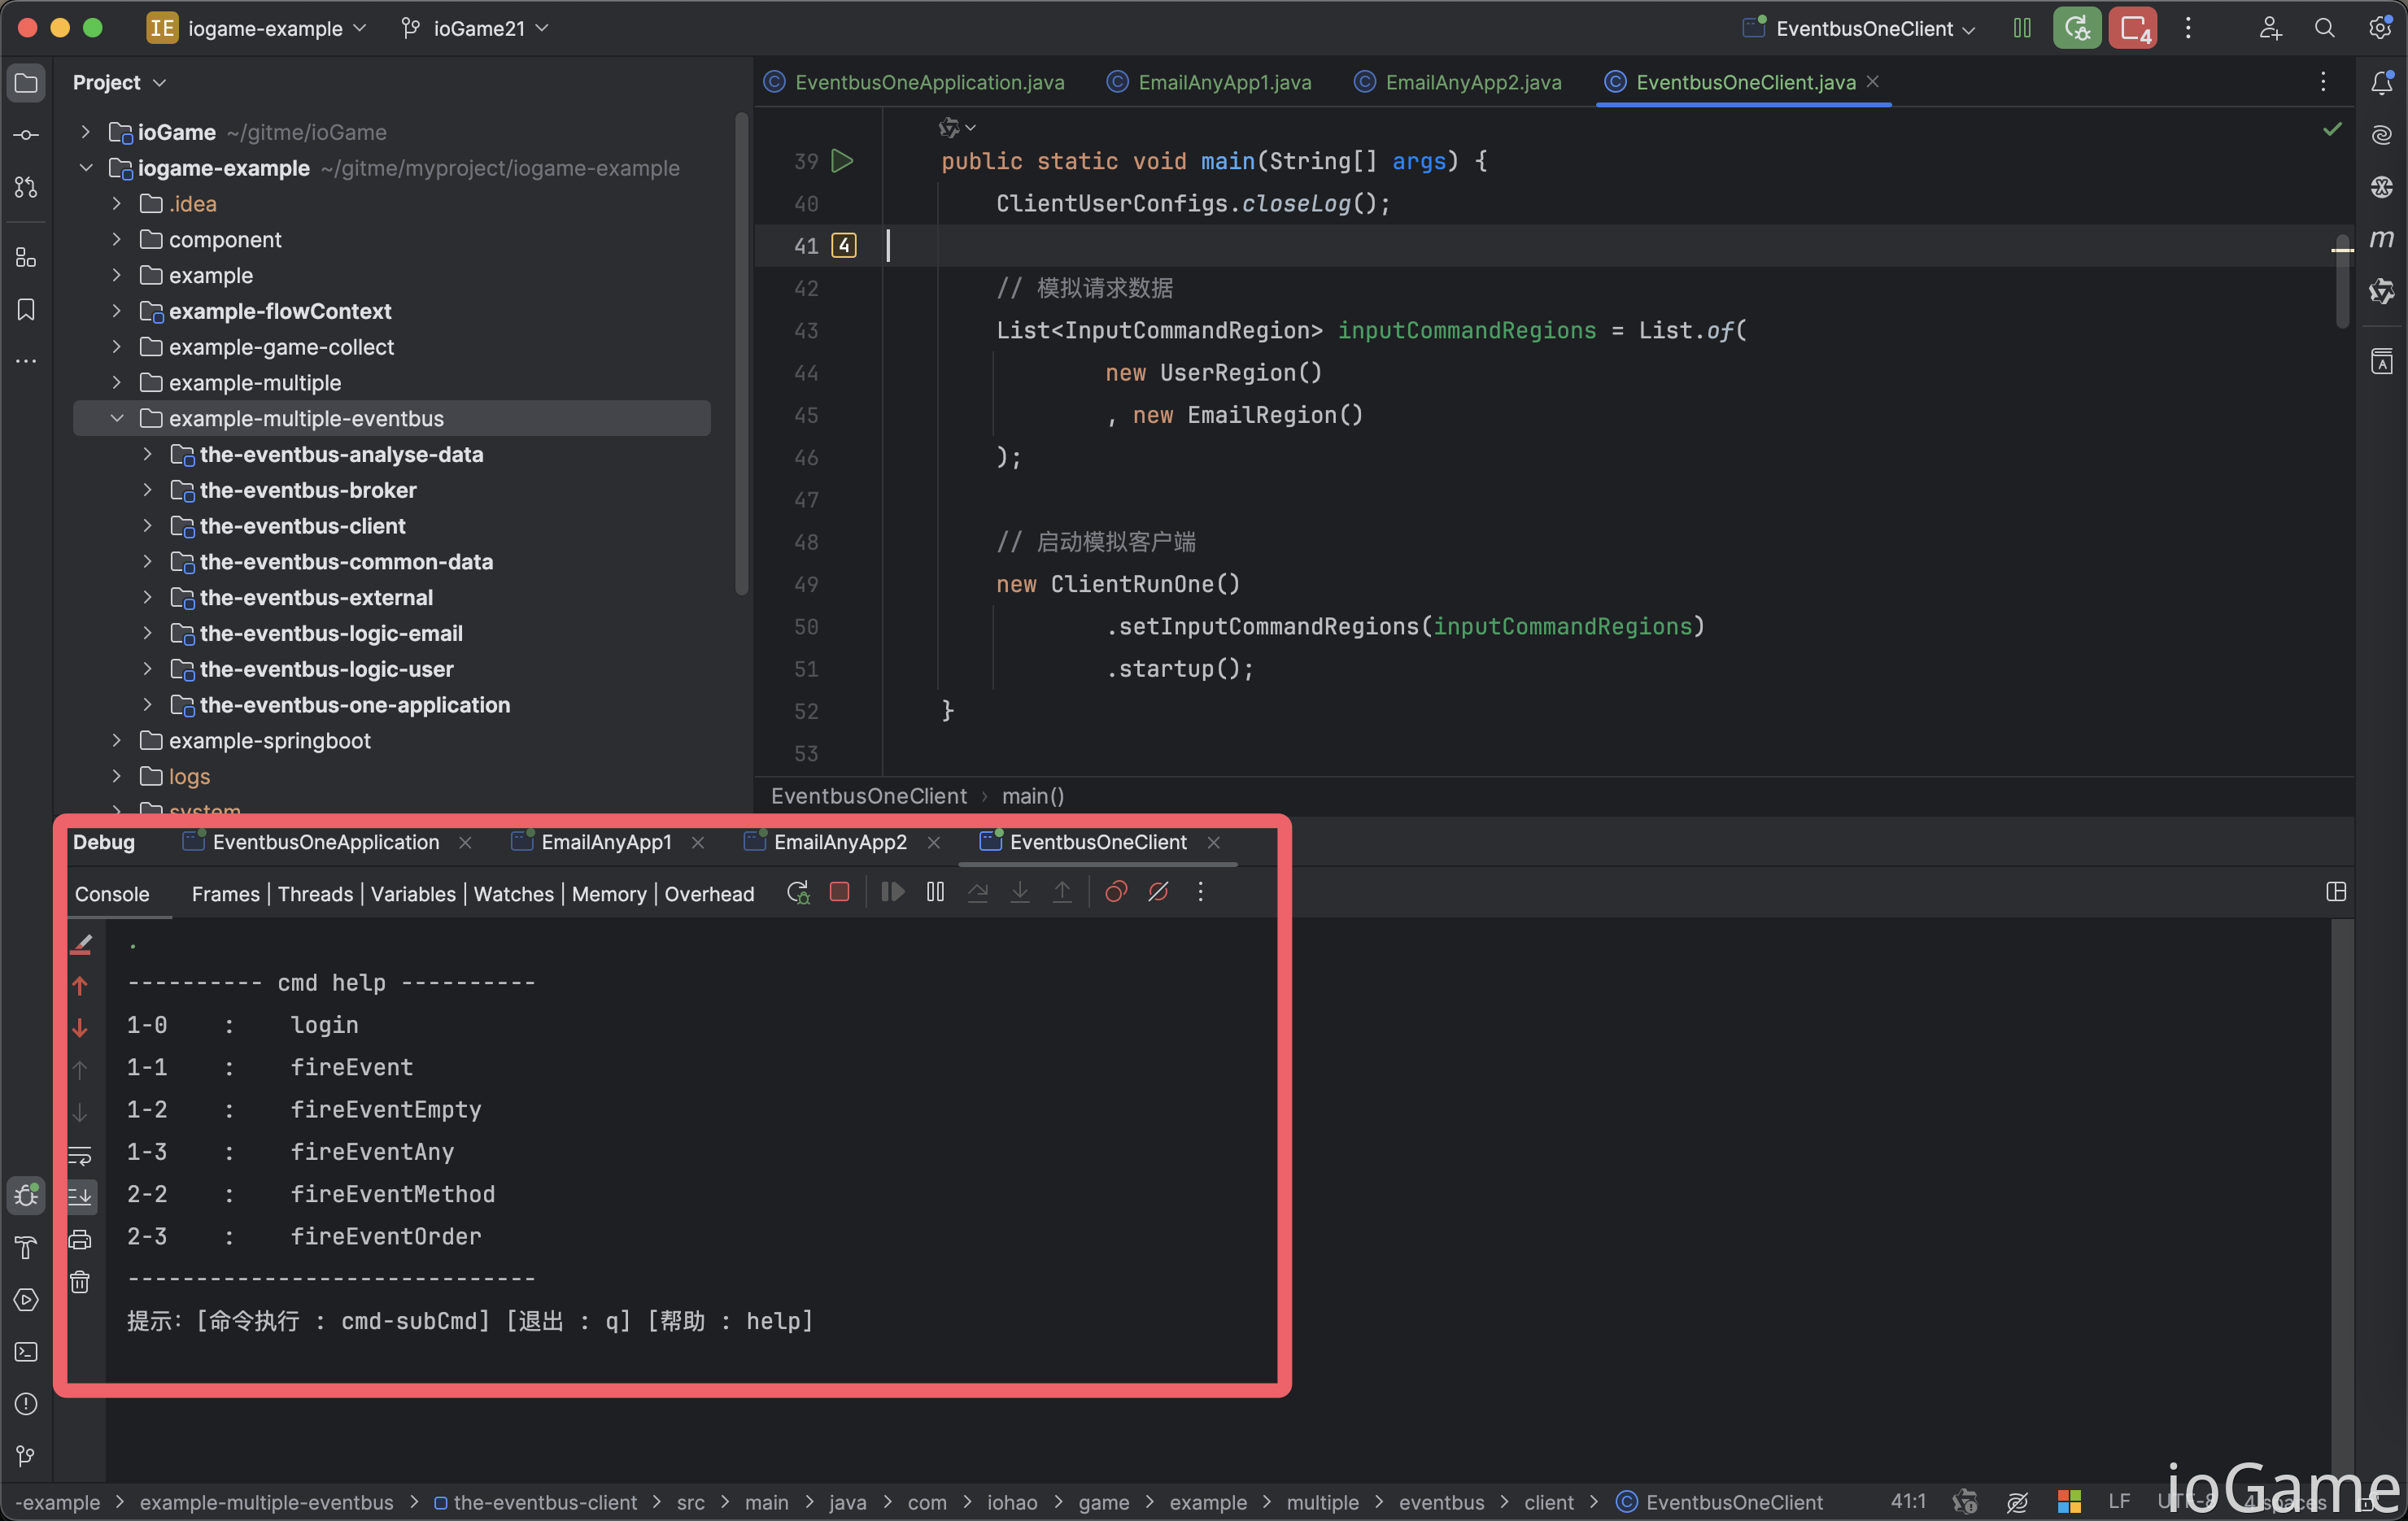 IE iogame-example ioGame21 EventbusOneClient 4
Project
ioGame ~/gitme/ioGame
iogame-example ~/gitme/myproject/iogame-example
.idea
component
example
example-flowContext
example-game-collect
example-multiple
example-multiple-eventbus
the-eventbus-analyse-data
the-eventbus-broker
the-eventbus-client
the-eventbus-common-data
the-eventbus-external
the-eventbus-logic-email
the-eventbus-logic-user
the-eventbus-one-application
example-springboot
logs
system
EventbusOneApplication.java EmailAnyApp1.java EmailAnyApp2.java EventbusOneClient.java
39 public static void main(String[] args) {
40 ClientUserConfigs.closeLog();
41 4
42 // 模拟请求数据
43 List<InputCommandRegion> inputCommandRegions = List.of(
44 new UserRegion()
45 , new EmailRegion()
46 );
47
48 // 启动模拟客户端
49 new ClientRunOne()
50 .setInputCommandRegions(inputCommandRegions)
51 .startup();
52 }
53
EventbusOneClient › main()
Debug EventbusOneApplication EmailAnyApp1 EmailAnyApp2 EventbusOneClient
Console Frames | Threads | Variables | Watches | Memory | Overhead
.
---------- cmd help ----------
1-0 : login
1-1 : fireEvent
1-2 : fireEventEmpty
1-3 : fireEventAny
2-2 : fireEventMethod
2-3 : fireEventOrder
------------------------------
提示: [命令执行 : cmd-subCmd] [退出 : q] [帮助 : help]
-example > example-multiple-eventbus > the-eventbus-client > src > main > java > com > iohao > game > example > multiple > eventbus > client > EventbusOneClient 41:1 LF UTF-8 4 spaces
ioGame